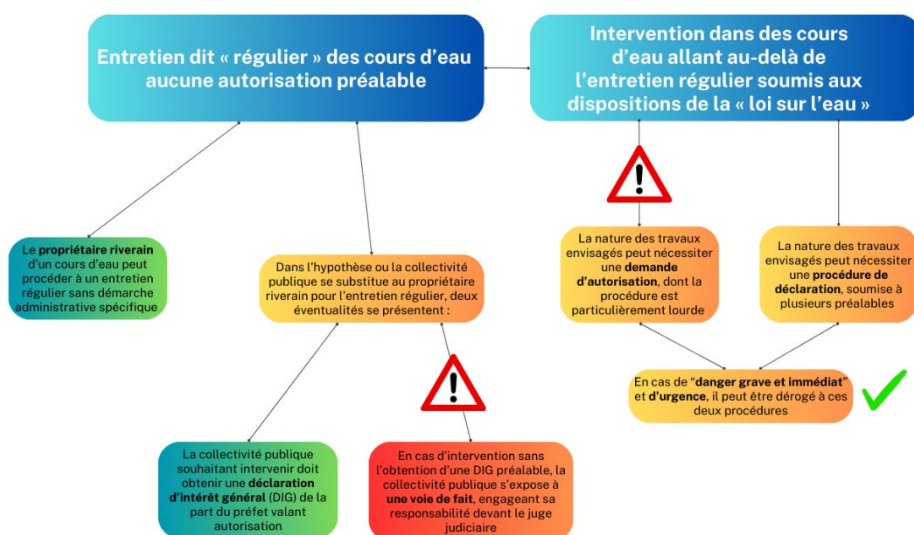 Entretien dit « régulier » des cours d'eau
aucune autorisation préalable
Intervention dans des cours
d'eau allant au-delà de
l'entretien régulier soumis aux
dispositions de la « loi sur l'eau »
Le propriétaire riverain
d'un cours d'eau peut
procéder à un entretien
régulier sans démarche
administrative spécifique
Dans l'hypothèse ou la collectivité
publique se substitue au propriétaire
riverain pour l'entretien régulier, deux
éventualités se présentent :
La nature des travaux
envisagés peut nécessiter
une demande
d'autorisation, dont la
procédure est
particulièrement lourde
La nature des travaux
envisagés peut nécessiter
une procédure de
déclaration, soumise à
plusieurs préalables
En cas de “danger grave et immédiat”
et d'urgence, il peut être dérogé à ces
deux procédures
La collectivité publique
souhaitant intervenir doit
obtenir une déclaration
d'intérêt général (DIG) de la
part du préfet valant
autorisation
En cas d'intervention sans
l'obtention d'une DIG préalable, la
collectivité publique s'expose à
une voie de fait, engageant sa
responsabilité devant le juge
judiciaire